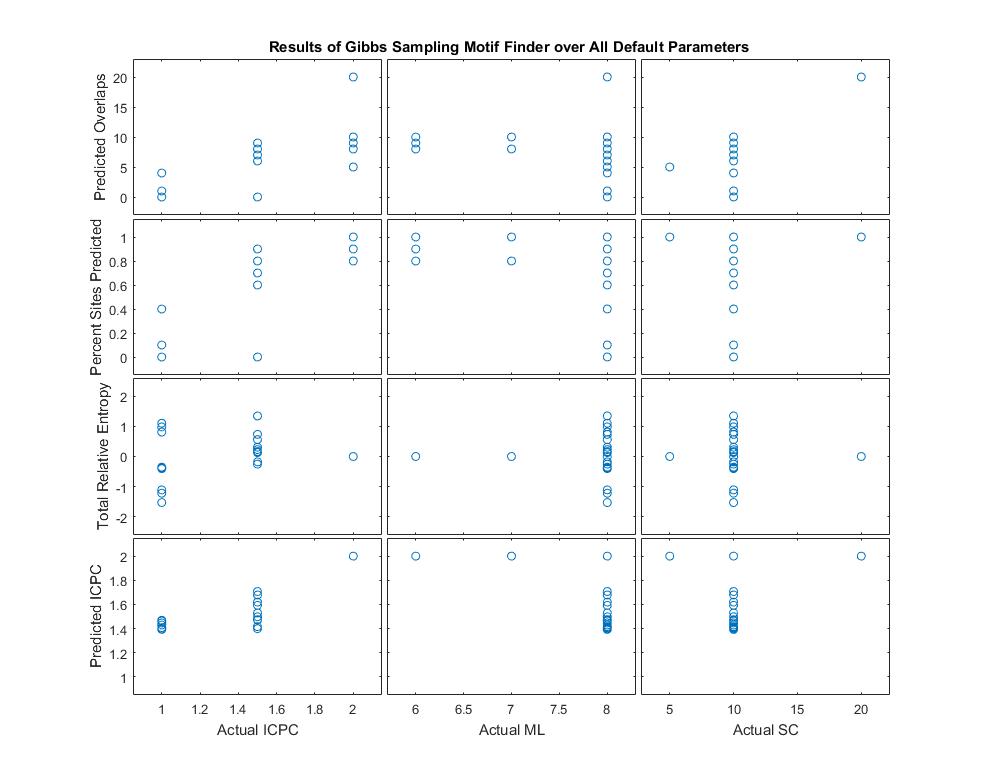 Results of Gibbs Sampling Motif Finder over All Default Parameters
Predicted Overlaps
20
15
10
5
0
Percent Sites Predicted
1
0.8
0.6
0.4
0.2
0
Total Relative Entropy
2
1
0
-1
-2
Predicted ICPC
2
1.8
1.6
1.4
1.2
1
1 1.2 1.4 1.6 1.8 2
6 6.5 7 7.5 8
5 10 15 20
Actual ICPC
Actual ML
Actual SC